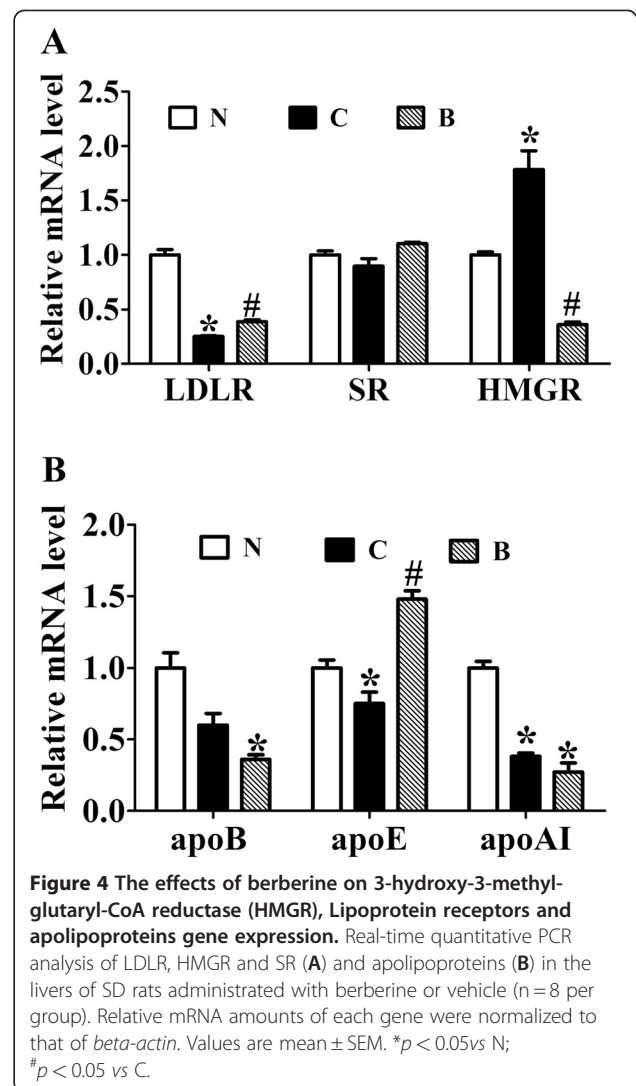 A
Relative mRNA level
2.5
2.0
1.5
1.0
0.5
0.0
N C B
*
#
*
#
LDLR SR HMGR
B
Relative mRNA level
2.0
1.5
1.0
0.5
0.0
N C B
*
*
#
*
*
apoB apoE apoAI
Figure 4 The effects of berberine on 3-hydroxy-3-methyl-
glutaryl-CoA reductase (HMGR), Lipoprotein receptors and
apolipoproteins gene expression. Real-time quantitative PCR
analysis of LDLR, HMGR and SR (A) and apolipoproteins (B) in the
livers of SD rats administrated with berberine or vehicle (n = 8 per
group). Relative mRNA amounts of each gene were normalized to
that of beta-actin. Values are mean ± SEM. *p < 0.05vs N;
#p < 0.05 vs C.